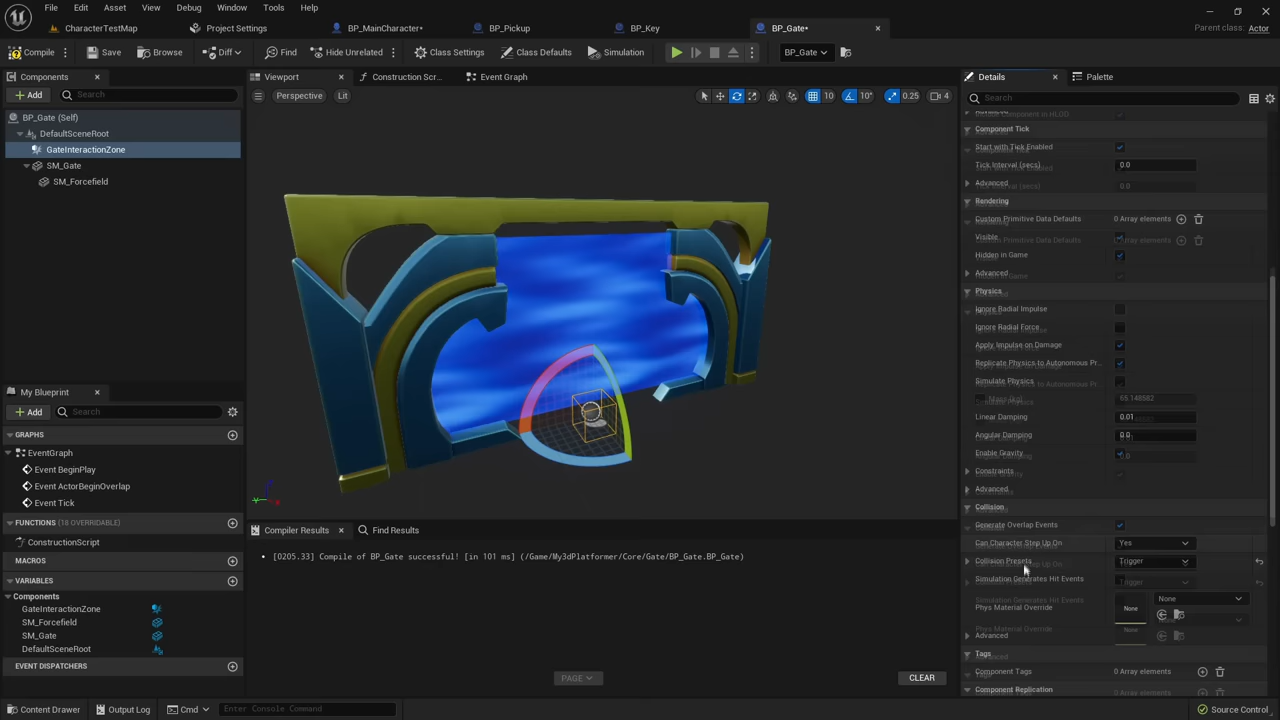 File Edit Asset View Debug Window Tools Help
CharacterTestMap Project Settings BP_MainCharacter* BP_Pickup BP_Key BP_Gate* Parent class: Actor
Compile Save Browse Diff Find Hide Unrelated Class Settings Class Defaults Simulation BP_Gate
Components
Add Search
BP_Gate (Self)
DefaultSceneRoot
GateInteractionZone
SM_Gate
SM_Forcefield
My Blueprint
Add Search
GRAPHS
EventGraph
Event BeginPlay
Event ActorBeginOverlap
Event Tick
FUNCTIONS (18 OVERRIDABLE)
ConstructionScript
MACROS
VARIABLES
Components
GateInteractionZone
SM_Forcefield
SM_Gate
DefaultSceneRoot
EVENT DISPATCHERS
Viewport Construction Scr... Event Graph
Perspective Lit 10 10° 0.25 4
Compiler Results Find Results
[0205.33] Compile of BP_Gate successful! [in 101 ms] (/Game/My3dPlatformer/Core/Gate/BP_Gate.BP_Gate)
PAGE CLEAR
Details Palette
Search
Component Tick
Start with Tick Enabled
Tick Interval (secs) 0.0
Advanced
Rendering
Custom Primitive Data Defaults 0 Array elements
Visible
Hidden in Game
Advanced
Physics
Ignore Radial Impulse
Ignore Radial Force
Apply Impulse on Damage
Replicate Physics to Autonomous Pr...
Simulate Physics
Mass (kg) 65.148582
Linear Damping 0.01
Angular Damping 0.0
Enable Gravity
Constraints
Advanced
Collision
Generate Overlap Events
Can Character Step Up On Yes
Collision Presets Trigger
Simulation Generates Hit Events
Phys Material Override None None
Advanced
Tags
Component Tags 0 Array elements
Component Replication
Content Drawer Output Log Cmd Enter Console Command Source Control